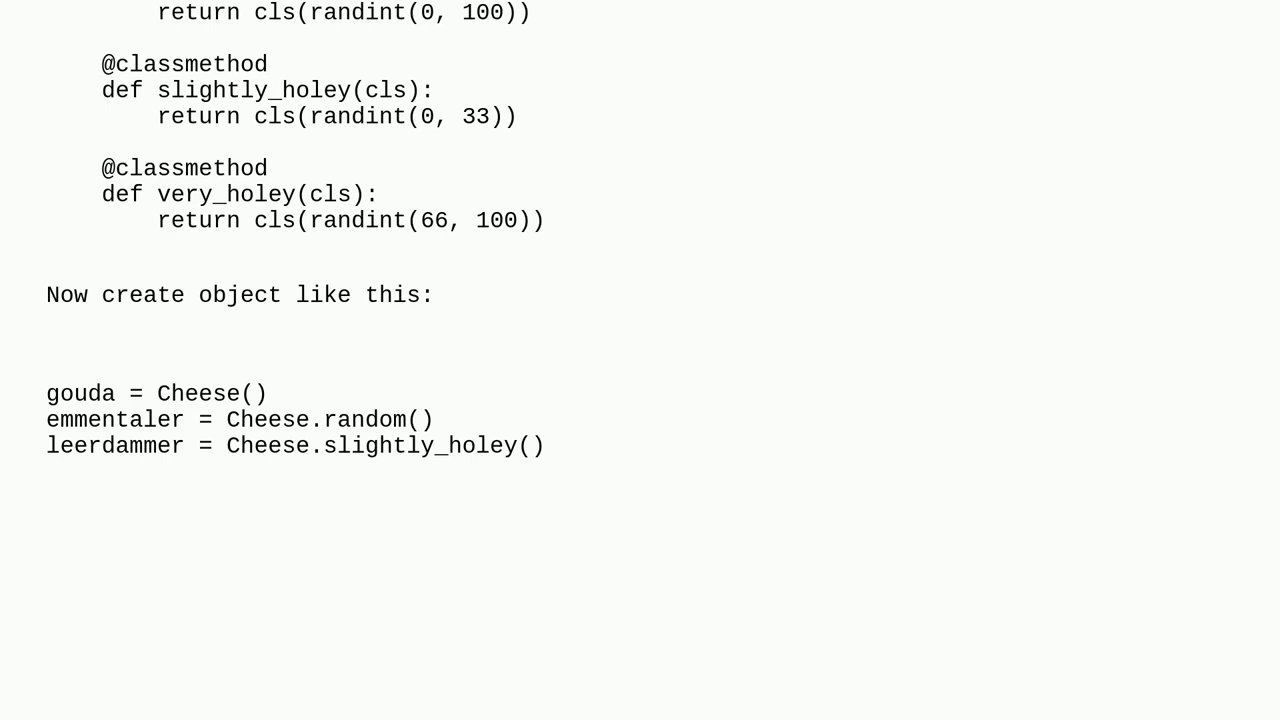 return cls(randint(0, 100))
    @classmethod
    def slightly_holey(cls):
        return cls(randint(0, 33))
    @classmethod
    def very_holey(cls):
        return cls(randint(66, 100))
Now create object like this:
gouda = Cheese()
emmentaler = Cheese.random()
leerdammer = Cheese.slightly_holey()